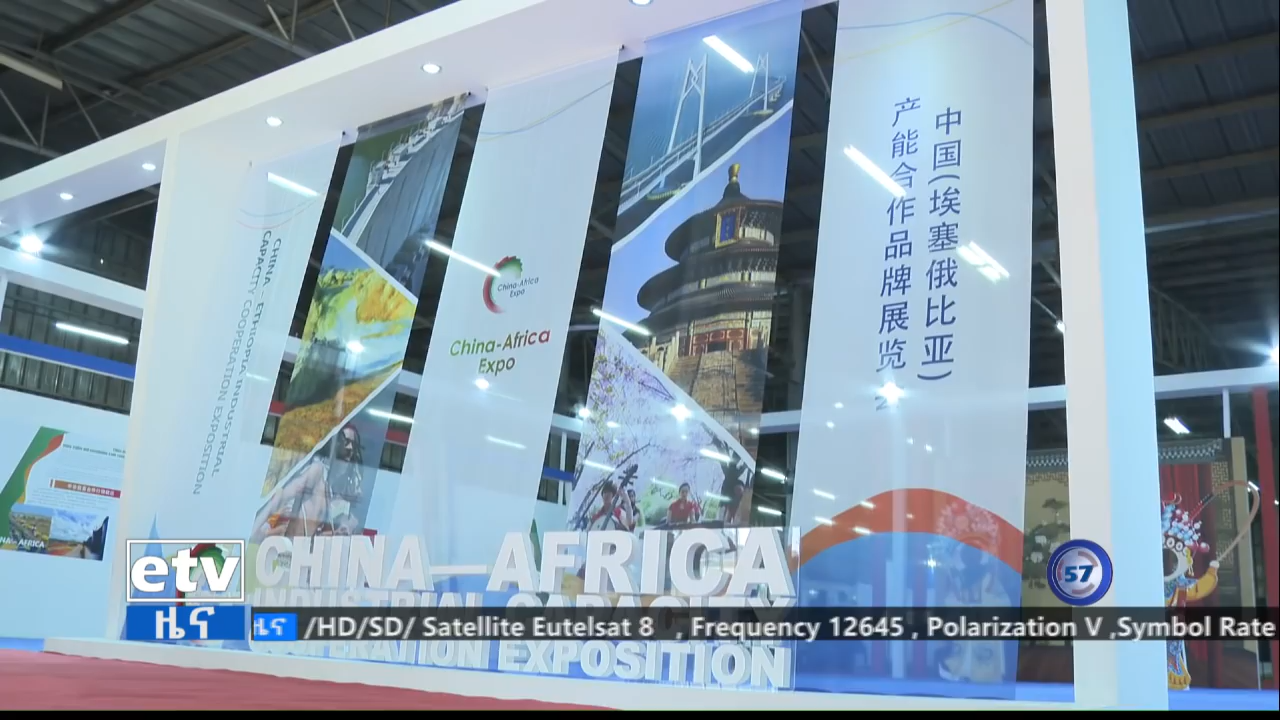 中国(埃塞俄比亚)
产能合作品牌展览
CHINA - ETHIOPIA INDUSTRIAL
CAPACITY COOPERATION EXPOSITION
China-Africa
Expo
China-Africa
Expo
CHINA—AFRICA
INDUSTRIAL CAPACITY
COOPERATION EXPOSITION
etv
ዜና
57
ዜና /HD/SD/ Satellite Eutelsat 8 , Frequency 12645 , Polarization V ,Symbol Rate